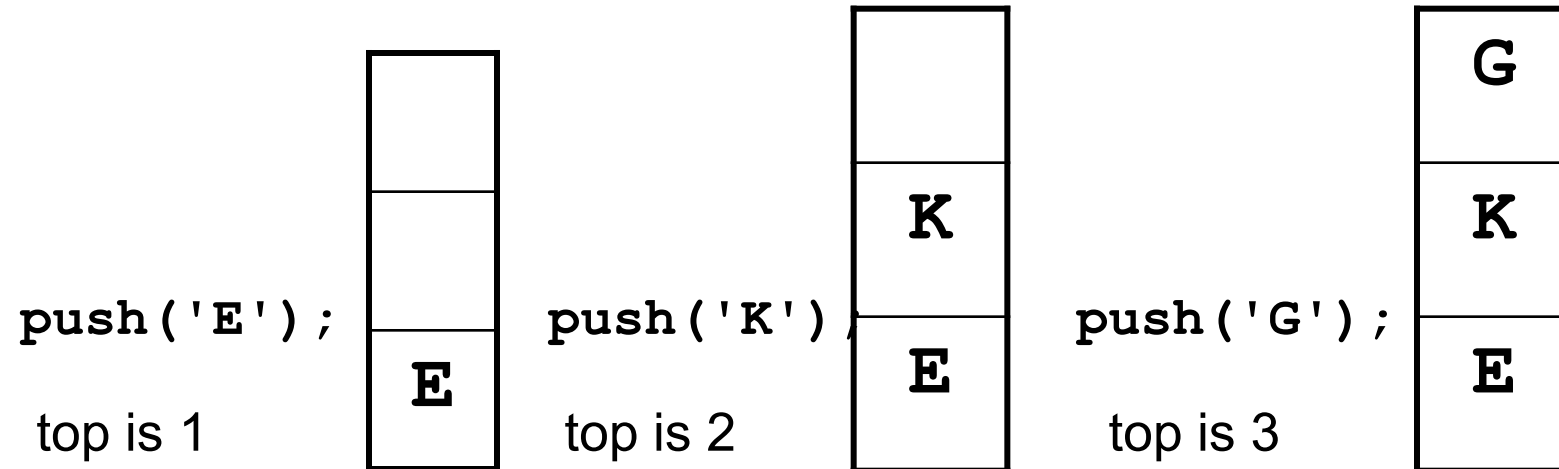 push('E');
top is 1
E
push('K');
top is 2
K
E
push('G');
top is 3
G
K
E